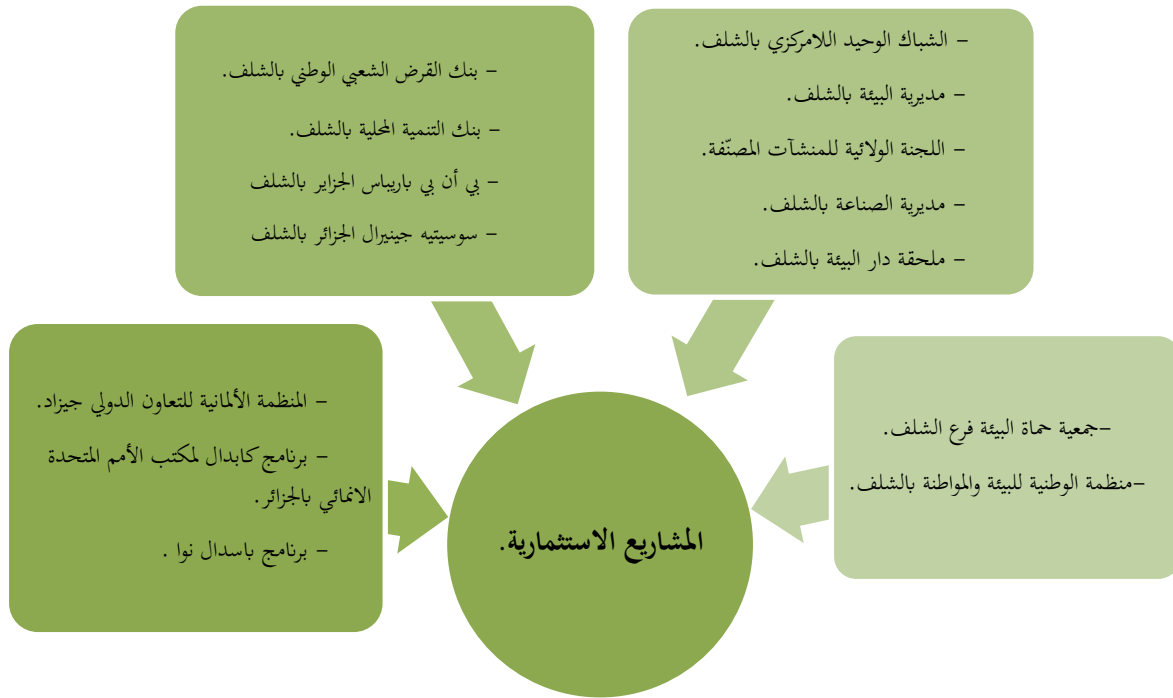 – الشباك الوحيد اللامركزي بالشلف.
– مديرية البيئة بالشلف.
– اللجنة الولائية للمنشآت المصنّفة.
– مديرية الصناعة بالشلف.
– ملحقة دار البيئة بالشلف.
– بنك القرض الشعبي الوطني بالشلف.
– بنك التنمية المحلية بالشلف.
– بي أن بي باريباس الجزاير بالشلف
– سوسيتيه جينيرال الجزائر بالشلف
–جمعية حماة البيئة فرع الشلف.
–منظمة الوطنية للبيئة والمواطنة بالشلف.
– المنظمة الألمانية للتعاون الدولي جيزاد.
– برنامج كابدال لمكتب الأمم المتحدة
الانمائي بالجزائر.
– برنامج باسدال نوا .
المشاريع الاستثمارية.